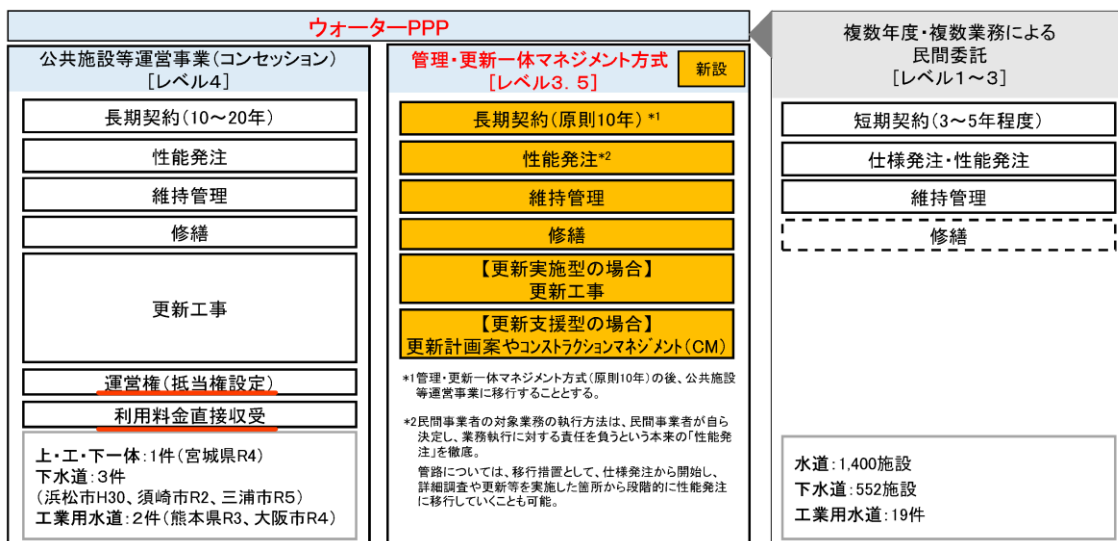 ウォーターPPP
公共施設等運営事業(コンセッション)
[レベル4]
長期契約(10～20年)
性能発注
維持管理
修繕
更新工事
運営権(抵当権設定)
利用料金直接収受
上・工・下一体:1件(宮城県R4)
下水道:3件
(浜松市H30、須崎市R2、三浦市R5)
工業用水道:2件(熊本県R3、大阪市R4)
管理・更新一体マネジメント方式
[レベル3.5]
新設
長期契約(原則10年) *1
性能発注*2
維持管理
修繕
【更新実施型の場合】
更新工事
【更新支援型の場合】
更新計画案やコンストラクションマネジメント(CM)
*1管理・更新一体マネジメント方式(原則10年)の後、公共施設
等運営事業に移行することとする。
*2民間事業者の対象業務の執行方法は、民間事業者が自ら
決定し、業務執行に対する責任を負うという本来の「性能発
注」を徹底。
管路については、移行措置として、仕様発注から開始し、
詳細調査や更新等を実施した箇所から段階的に性能発注
に移行していくことも可能。
複数年度・複数業務による
民間委託
[レベル1～3]
短期契約(3～5年程度)
仕様発注・性能発注
維持管理
修繕
水道:1,400施設
下水道:552施設
工業用水道:19件